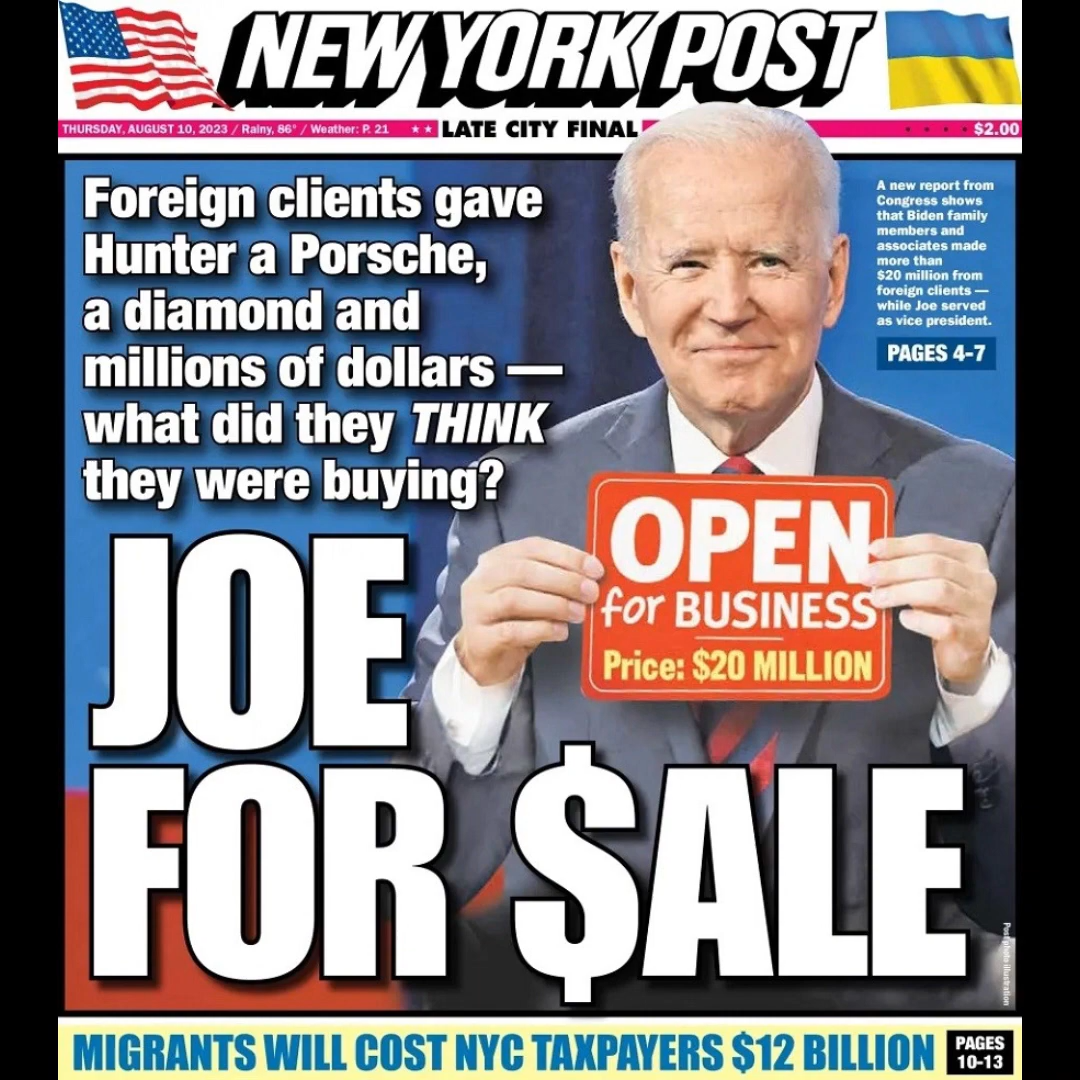 NEW YORK POST
THURSDAY, AUGUST 10, 2023 / Rainy, 86° / Weather: P. 21 ★ ★ LATE CITY FINAL $2.00
Foreign clients gave
Hunter a Porsche,
a diamond and
millions of dollars —
what did they THINK
they were buying?
A new report from
Congress shows
that Biden family
members and
associates made
more than
$20 million from
foreign clients —
while Joe served
as vice president.
PAGES 4-7
OPEN
for BUSINESS
Price: $20 MILLION
JOE
FOR $ALE
Post photo illustration
MIGRANTS WILL COST NYC TAXPAYERS $12 BILLION
PAGES
10-13